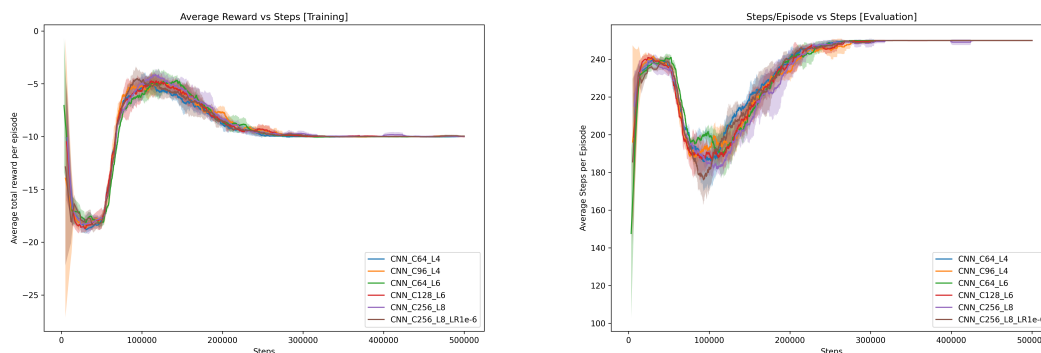 Average Reward vs Steps [Training]
Average total reward per episode
0
−5
−10
−15
−20
−25
0
100000
200000
300000
400000
500000
Steps
CNN_C64_L4
CNN_C96_L4
CNN_C64_L6
CNN_C128_L6
CNN_C256_L8
CNN_C256_L8_LR1e-6
Steps/Episode vs Steps [Evaluation]
Average Steps per Episode
240
220
200
180
160
140
120
100
0
100000
200000
300000
400000
50000
Steps
CNN_C64_L4
CNN_C96_L4
CNN_C64_L6
CNN_C128_L6
CNN_C256_L8
CNN_C256_L8_LR1e-